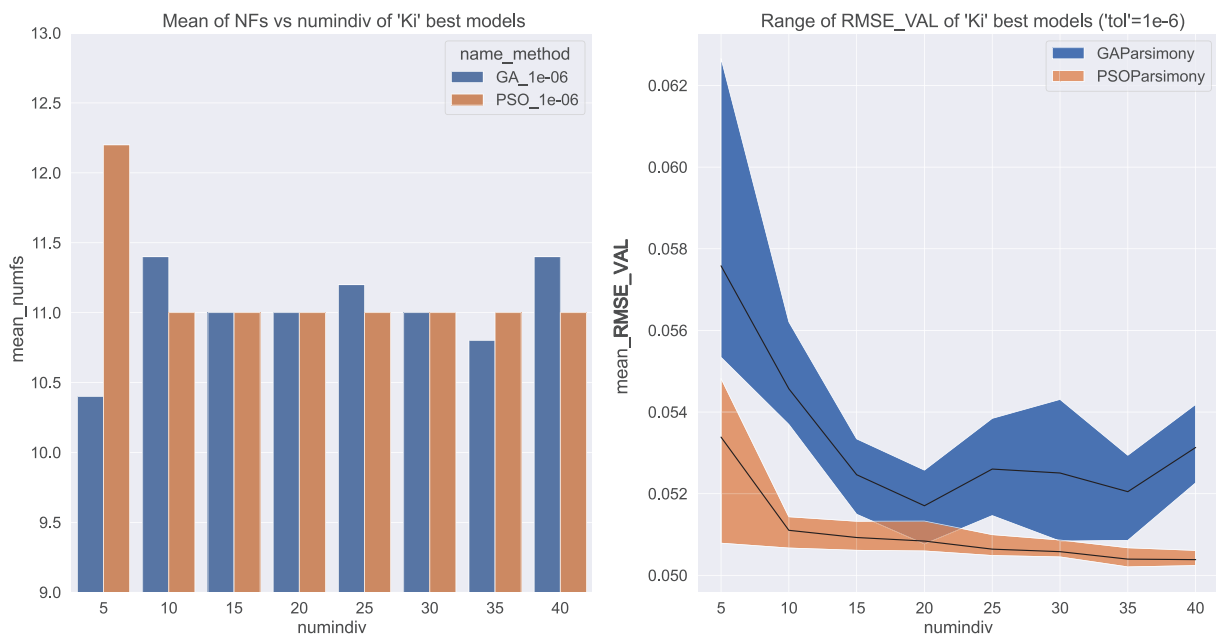 Mean of NFs vs numindiv of 'Ki' best models
13.0
12.5
12.0
11.5
11.0
10.5
10.0
9.5
9.0
mean_numfs
name_method
GA_1e-06
PSO_1e-06
5 10 15 20 25 30 35 40
numindiv
Range of RMSE_VAL of 'Ki' best models ('tol'=1e-6)
GAParsimony
PSOParsimony
0.062
0.060
0.058
0.056
0.054
0.052
0.050
mean_RMSE_VAL
5 10 15 20 25 30 35 40
numindiv